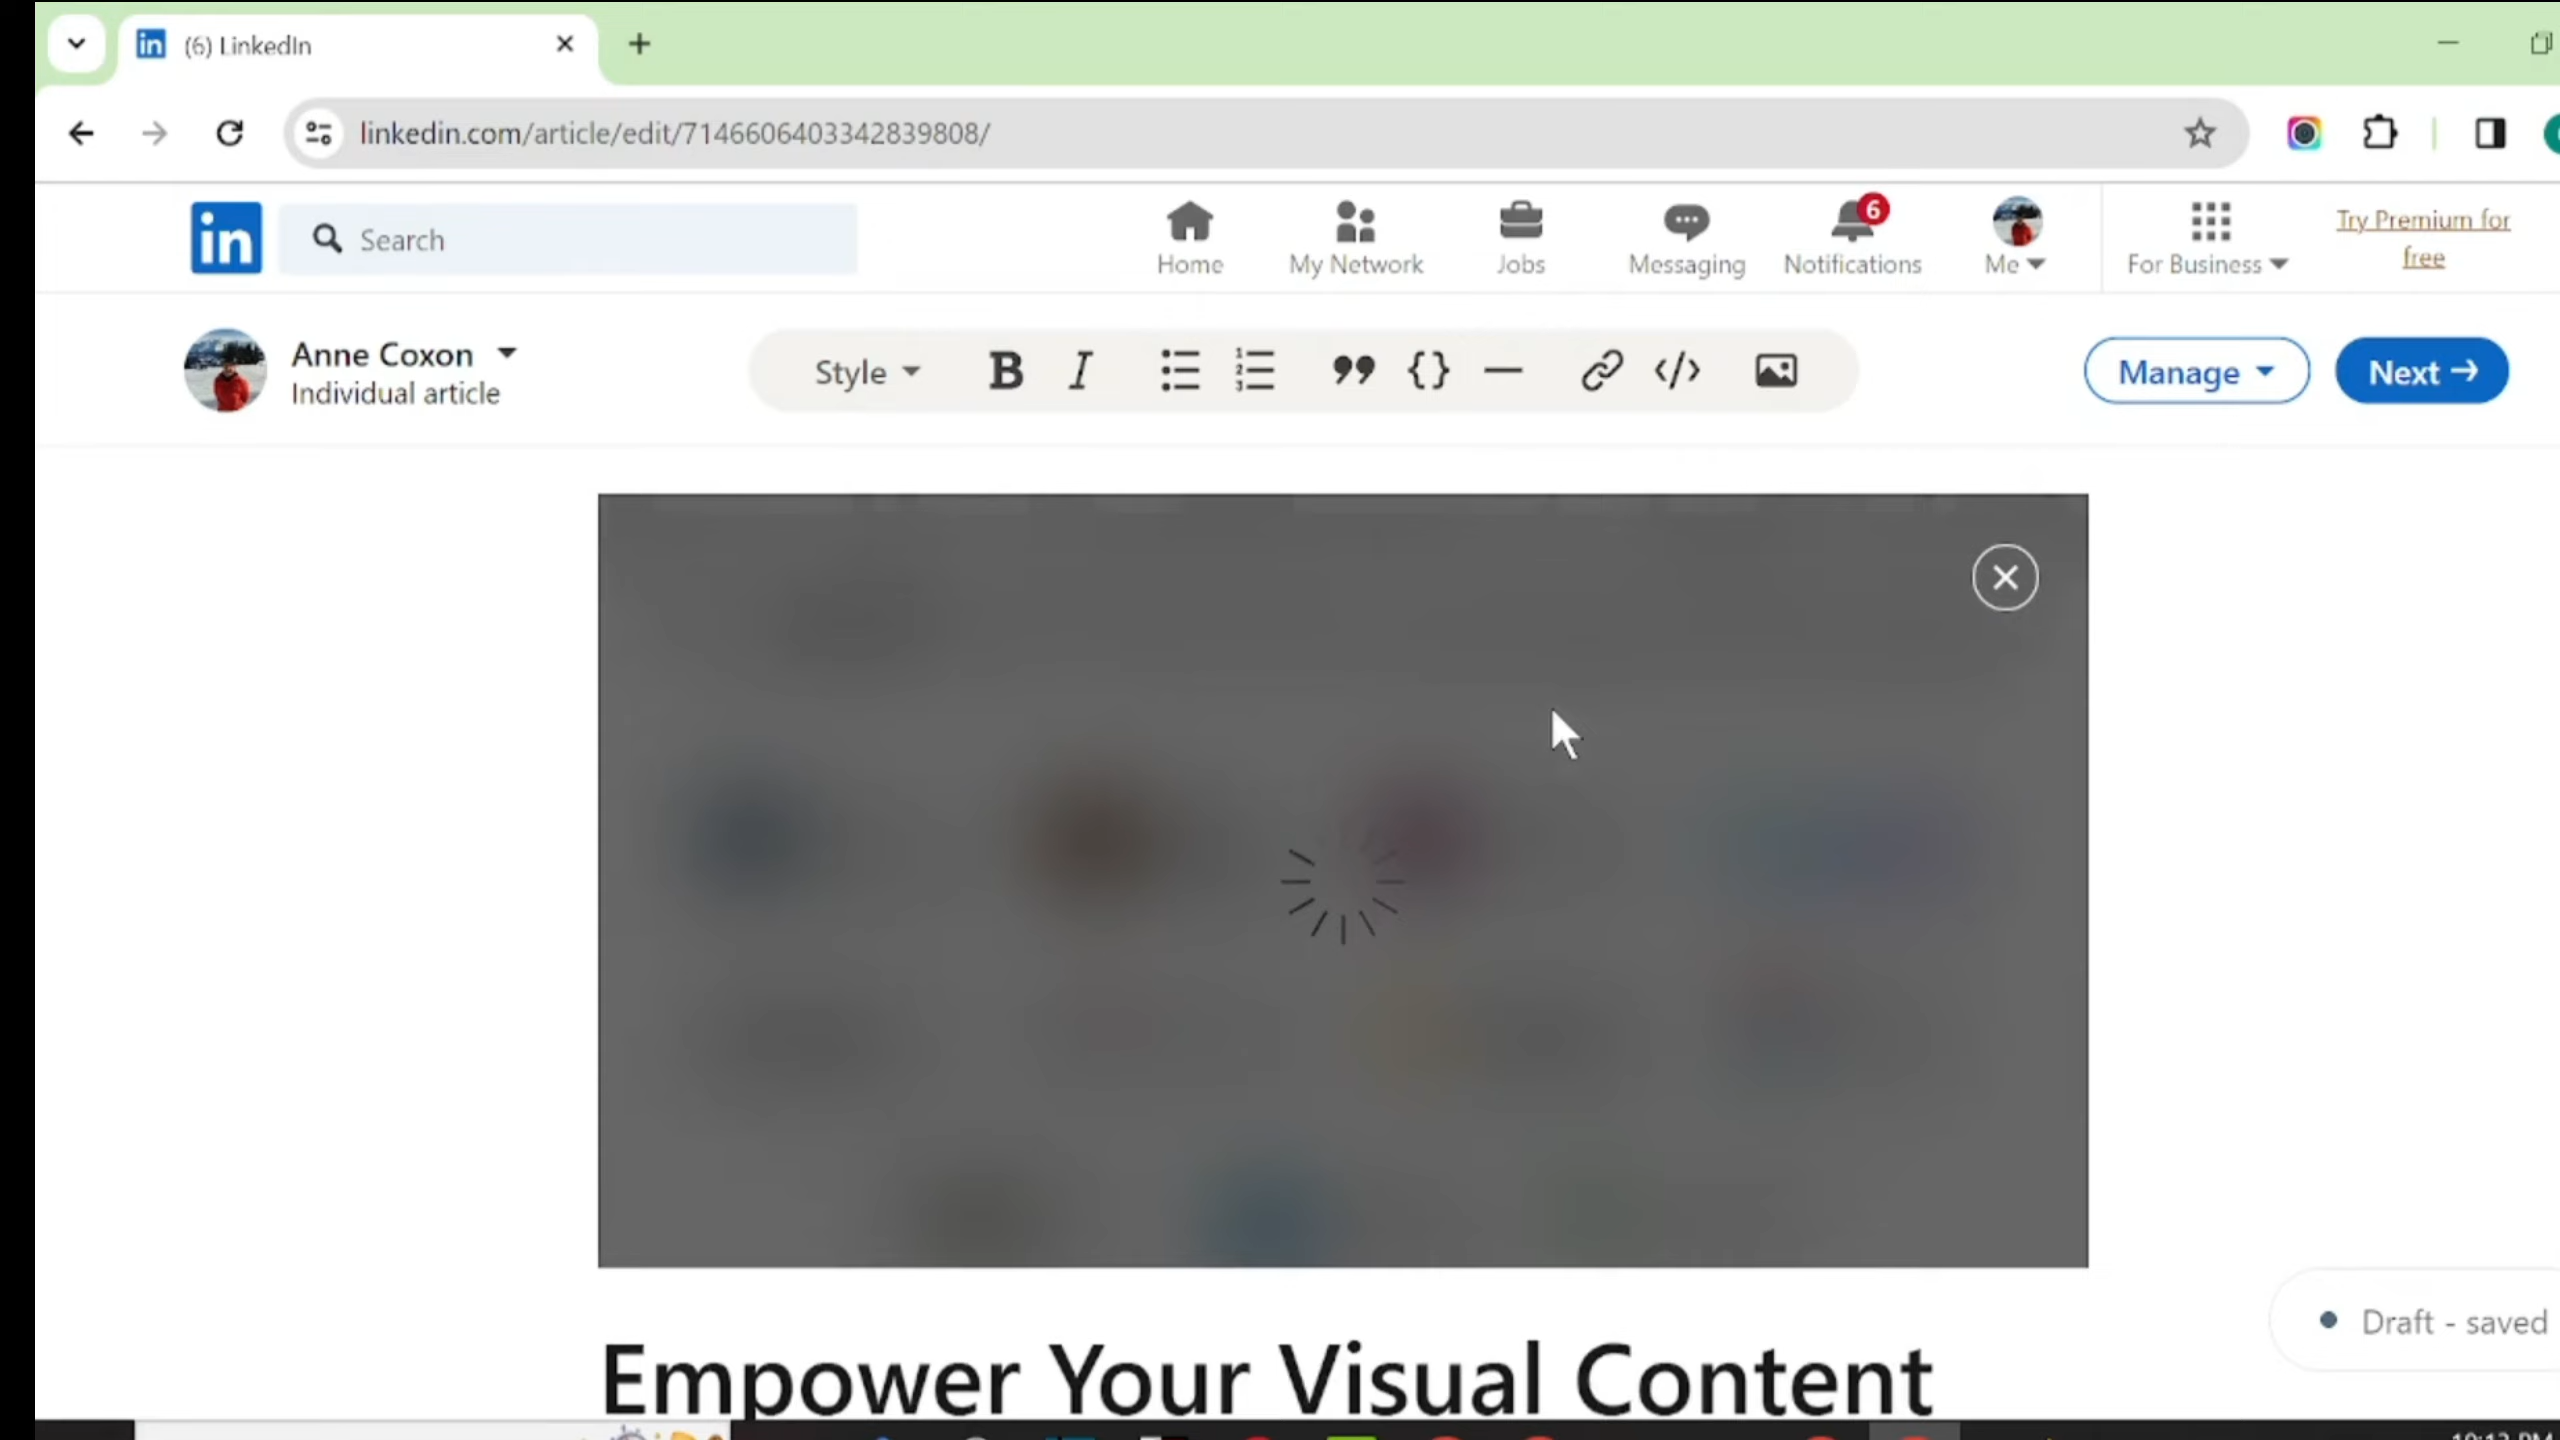 (6) LinkedIn
linkedin.com/article/edit/7146606403342839808/
in Search
Home My Network Jobs Messaging Notifications 6 Me For Business Try Premium for
free
Anne Coxon
Individual article
Style B I Manage Next →
Draft - saved
Empower Your Visual Content